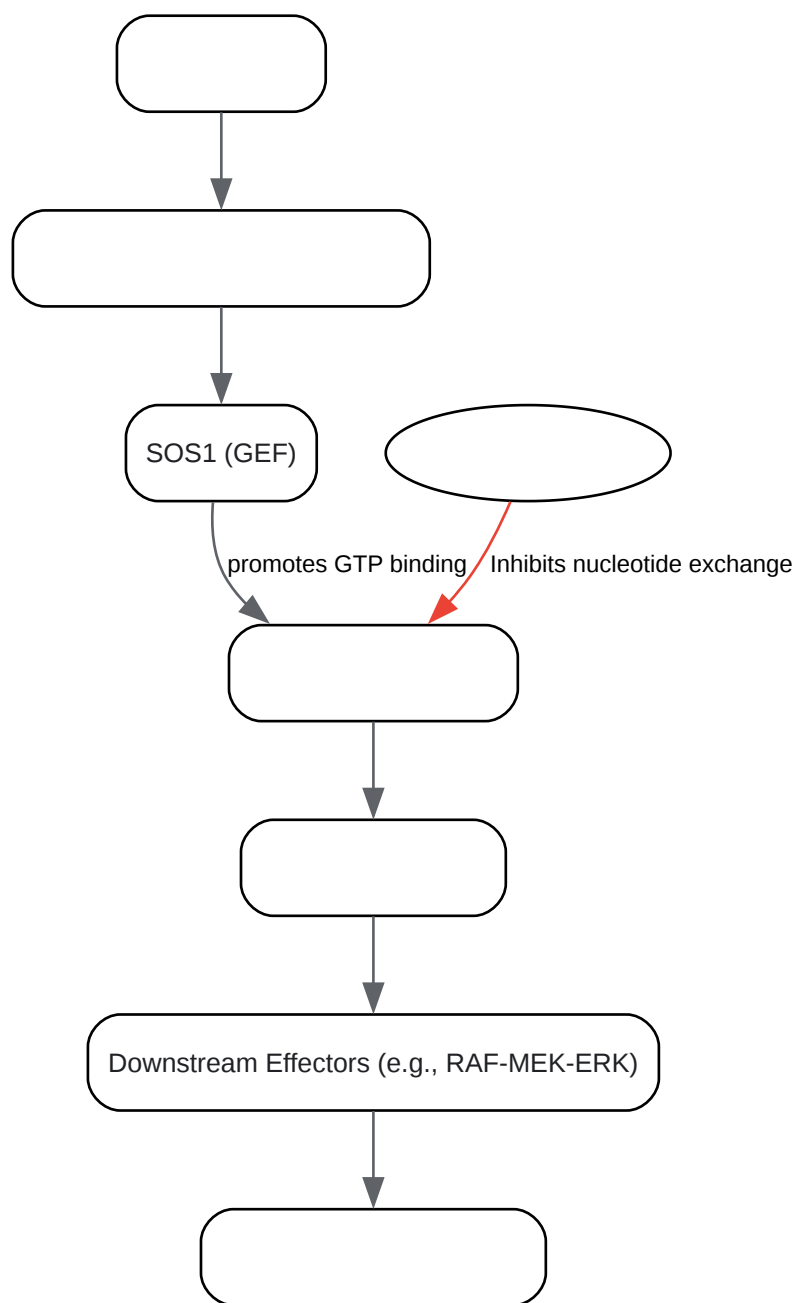 SOS1 (GEF)
promotes GTP binding
Inhibits nucleotide exchange
Downstream Effectors (e.g., RAF-MEK-ERK)